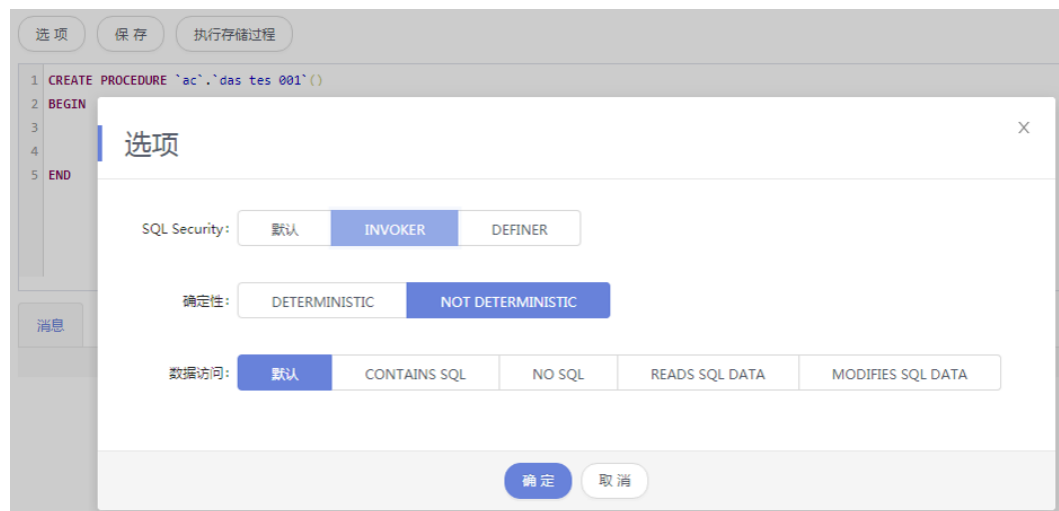 选 项 保 存 执行存储过程
1 CREATE PROCEDURE `ac`.`das tes 001`()
2 BEGIN
3
4
5 END
选项
X
SQL Security: 默认 INVOKER DEFINER
确定性: DETERMINISTIC NOT DETERMINISTIC
消息
数据访问: 默认 CONTAINS SQL NO SQL READS SQL DATA MODIFIES SQL DATA
确 定 取 消